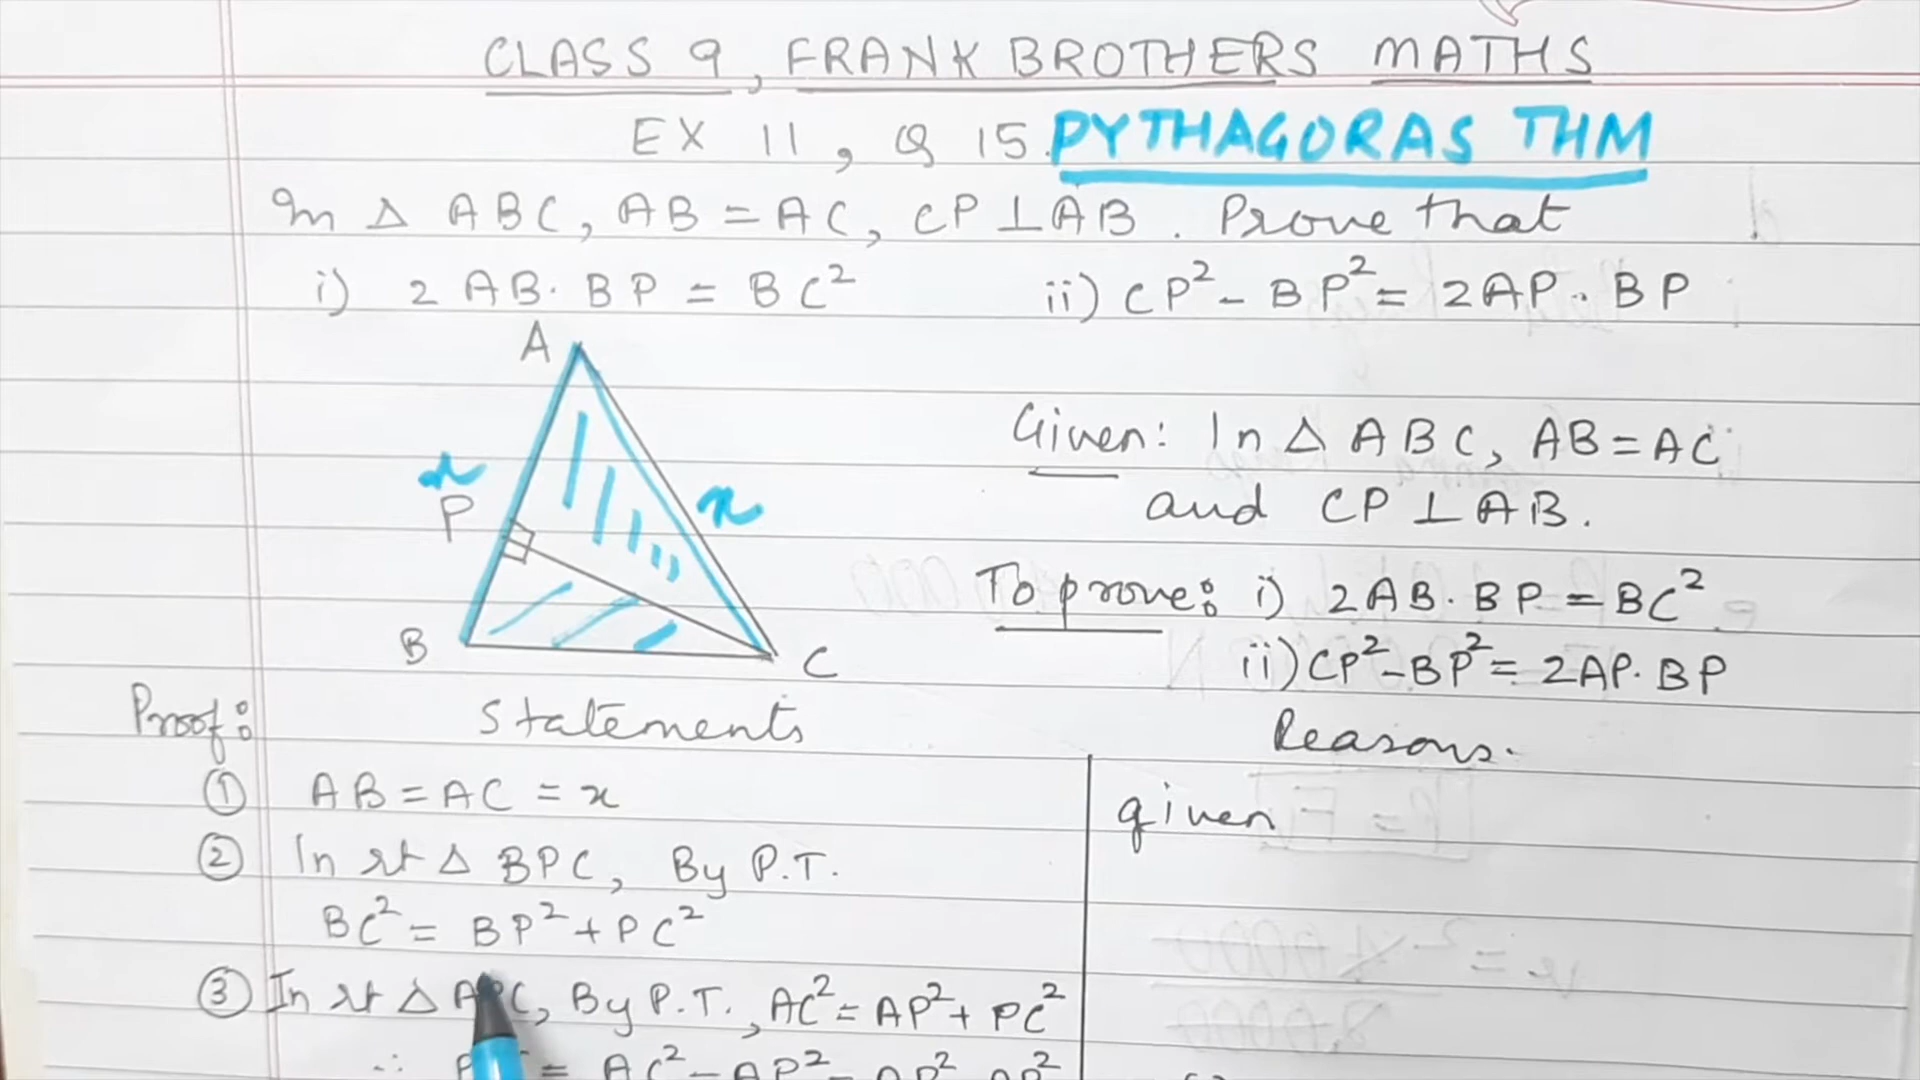 CLASS 9, FRANK BROTHERS MATHS
EX 11, Q 15. PYTHAGORAS THM
In △ ABC, AB = AC, CP ⊥ AB. Prove that
i) 2 AB · BP = BC² ii) CP² - BP² = 2AP · BP
A
x
P
x
B
C
Given: In △ ABC, AB = AC
and CP ⊥ AB.
To prove: i) 2AB · BP = BC²
ii) CP² - BP² = 2AP · BP
Proof: Statements Reasons.
① AB = AC = x given
② In rt △ BPC, By P.T.
BC² = BP² + PC²
③ In rt △ APC, By P.T., AC² = AP² + PC²
∴ = AC² - AP² =